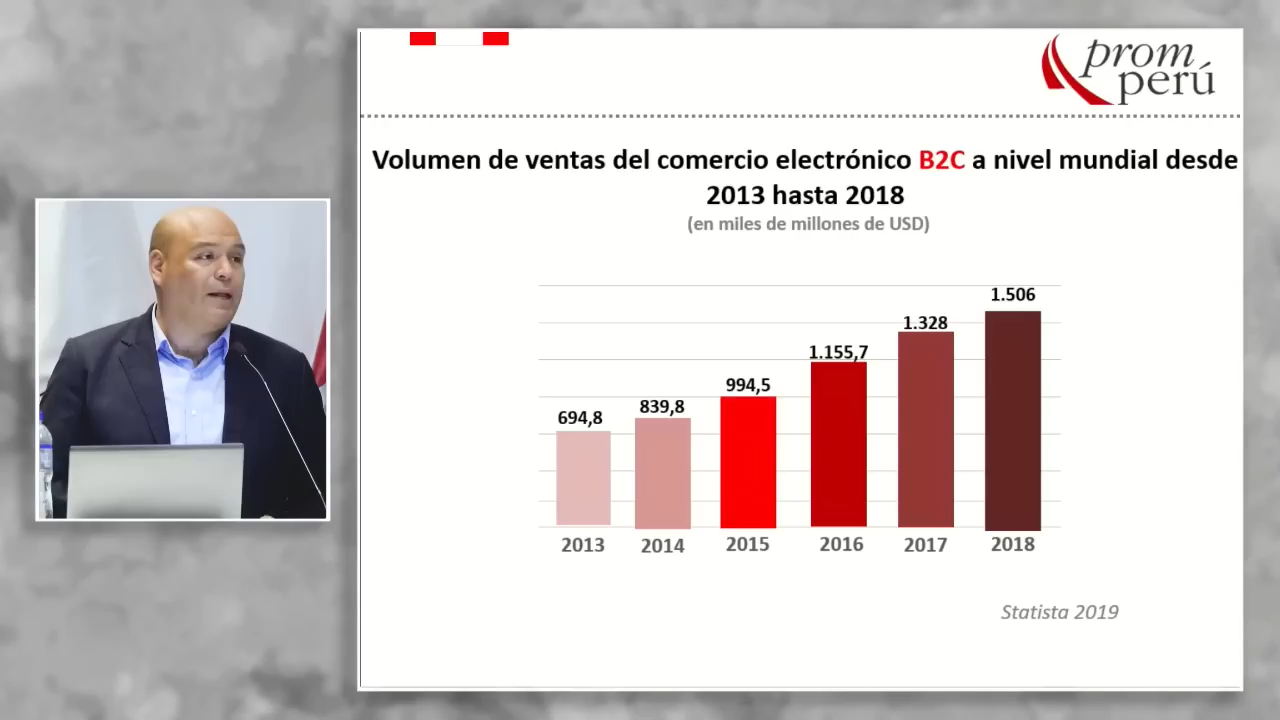 prom
perú
Volumen de ventas del comercio electrónico B2C a nivel mundial desde
2013 hasta 2018
(en miles de millones de USD)
694,8
839,8
994,5
1.155,7
1.328
1.506
2013
2014
2015
2016
2017
2018
Statista 2019